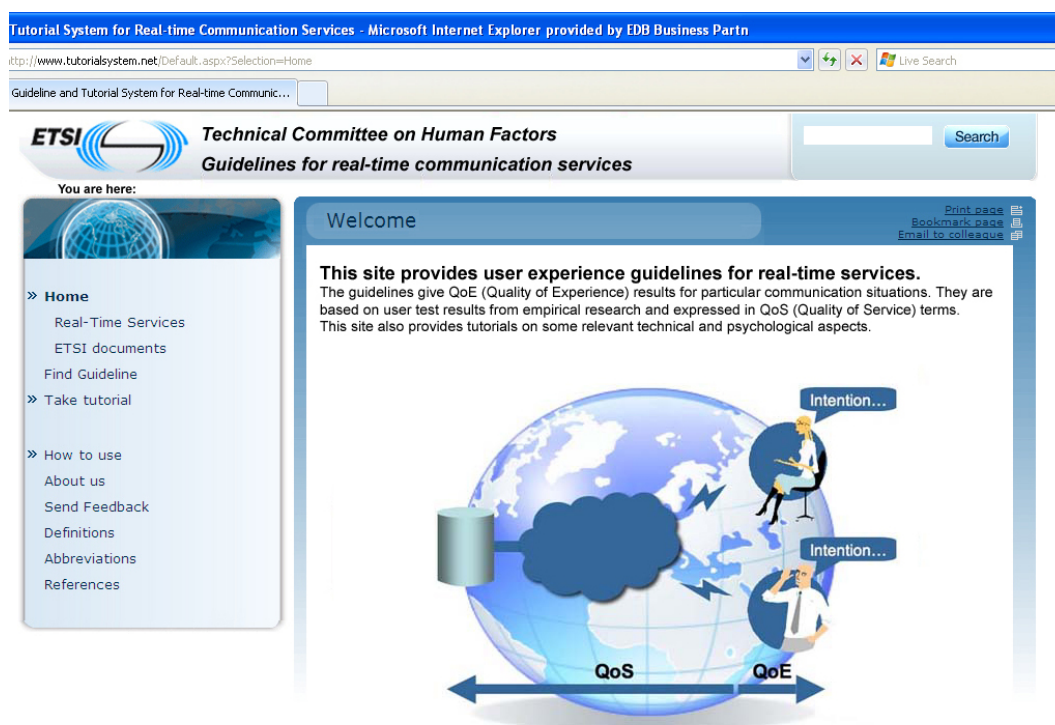 Tutorial System for Real-time Communication Services - Microsoft Internet Explorer provided by EDB Business Partn
ttp://www.tutorialsystem.net/Default.aspx?Selection=Home
Live Search
Guideline and Tutorial System for Real-time Communic...
ETSI
Technical Committee on Human Factors
Guidelines for real-time communication services
Search
You are here:
Welcome
Print page
Bookmark page
Email to colleague
» Home
Real-Time Services
ETSI documents
Find Guideline
» Take tutorial
» How to use
About us
Send Feedback
Definitions
Abbreviations
References
This site provides user experience guidelines for real-time services.
The guidelines give QoE (Quality of Experience) results for particular communication situations. They are
based on user test results from empirical research and expressed in QoS (Quality of Service) terms.
This site also provides tutorials on some relevant technical and psychological aspects.
Intention...
Intention...
QoS QoE